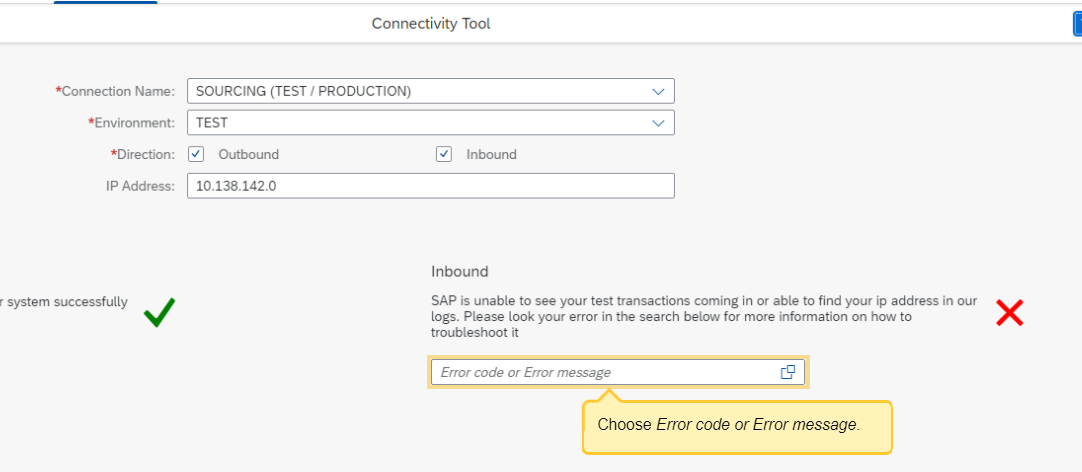 Connectivity Tool
*Connection Name: SOURCING (TEST / PRODUCTION)
*Environment: TEST
*Direction: Outbound Inbound
IP Address: 10.138.142.0
Inbound
r system successfully
SAP is unable to see your test transactions coming in or able to find your ip address in our
logs. Please look your error in the search below for more information on how to
troubleshoot it
Error code or Error message
Choose Error code or Error message.